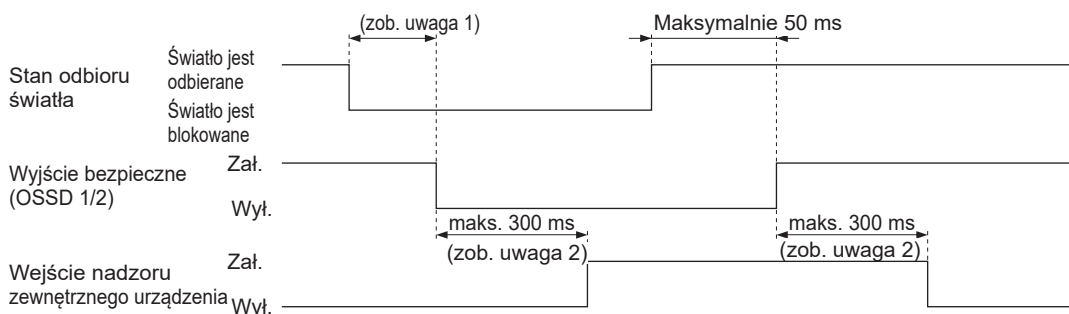 (zob. uwaga 1)
Maksymalnie 50 ms
Stan odbioru
światła
Światło jest
odbierane
Światło jest
blokowane
Wyjście bezpieczne
(OSSD 1/2)
Zał.
Wył.
maks. 300 ms
(zob. uwaga 2)
maks. 300 ms
(zob. uwaga 2)
Wejście nadzoru
zewnętrznego urządzenia
Zał.
Wył.